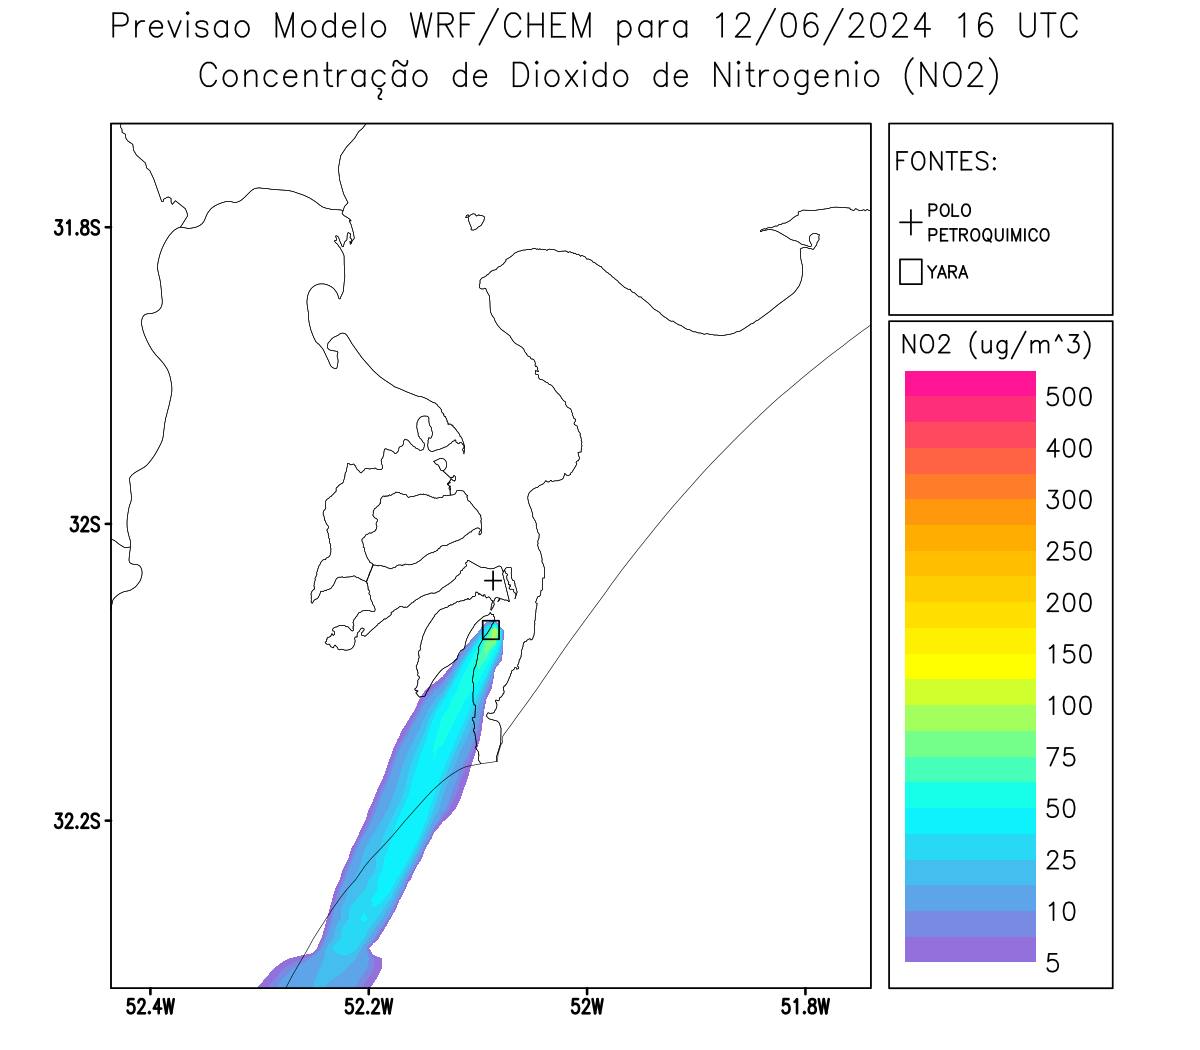 Previsao Modelo WRF/CHEM para 12/06/2024 16 UTC
Concentração de Dioxido de Nitrogenio (NO2)
FONTES:
POLO
PETROQUIMICO
YARA
NO2 (ug/m^3)
500
400
300
250
200
150
100
75
50
25
10
5
31.8S
32S
32.2S
52.4W
52.2W
52W
51.8W